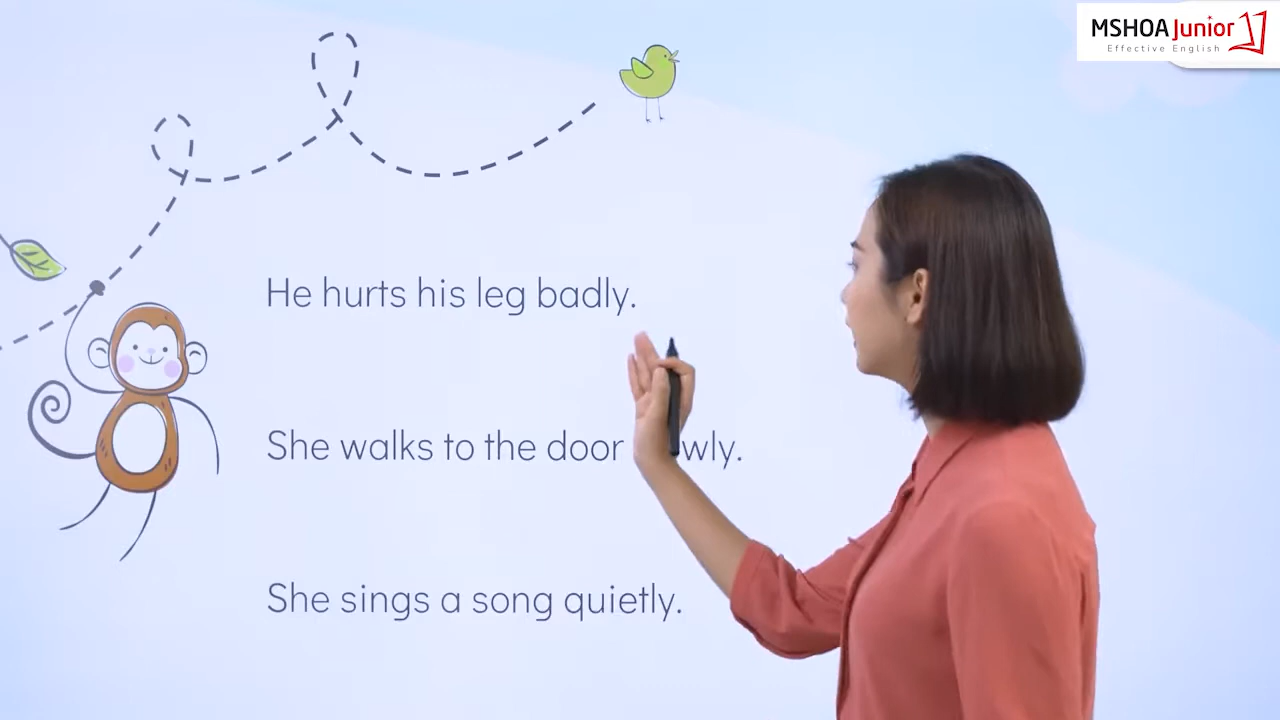 MSHOA Junior
Effective English
He hurts his leg badly.
She walks to the door
She sings a song quietly.